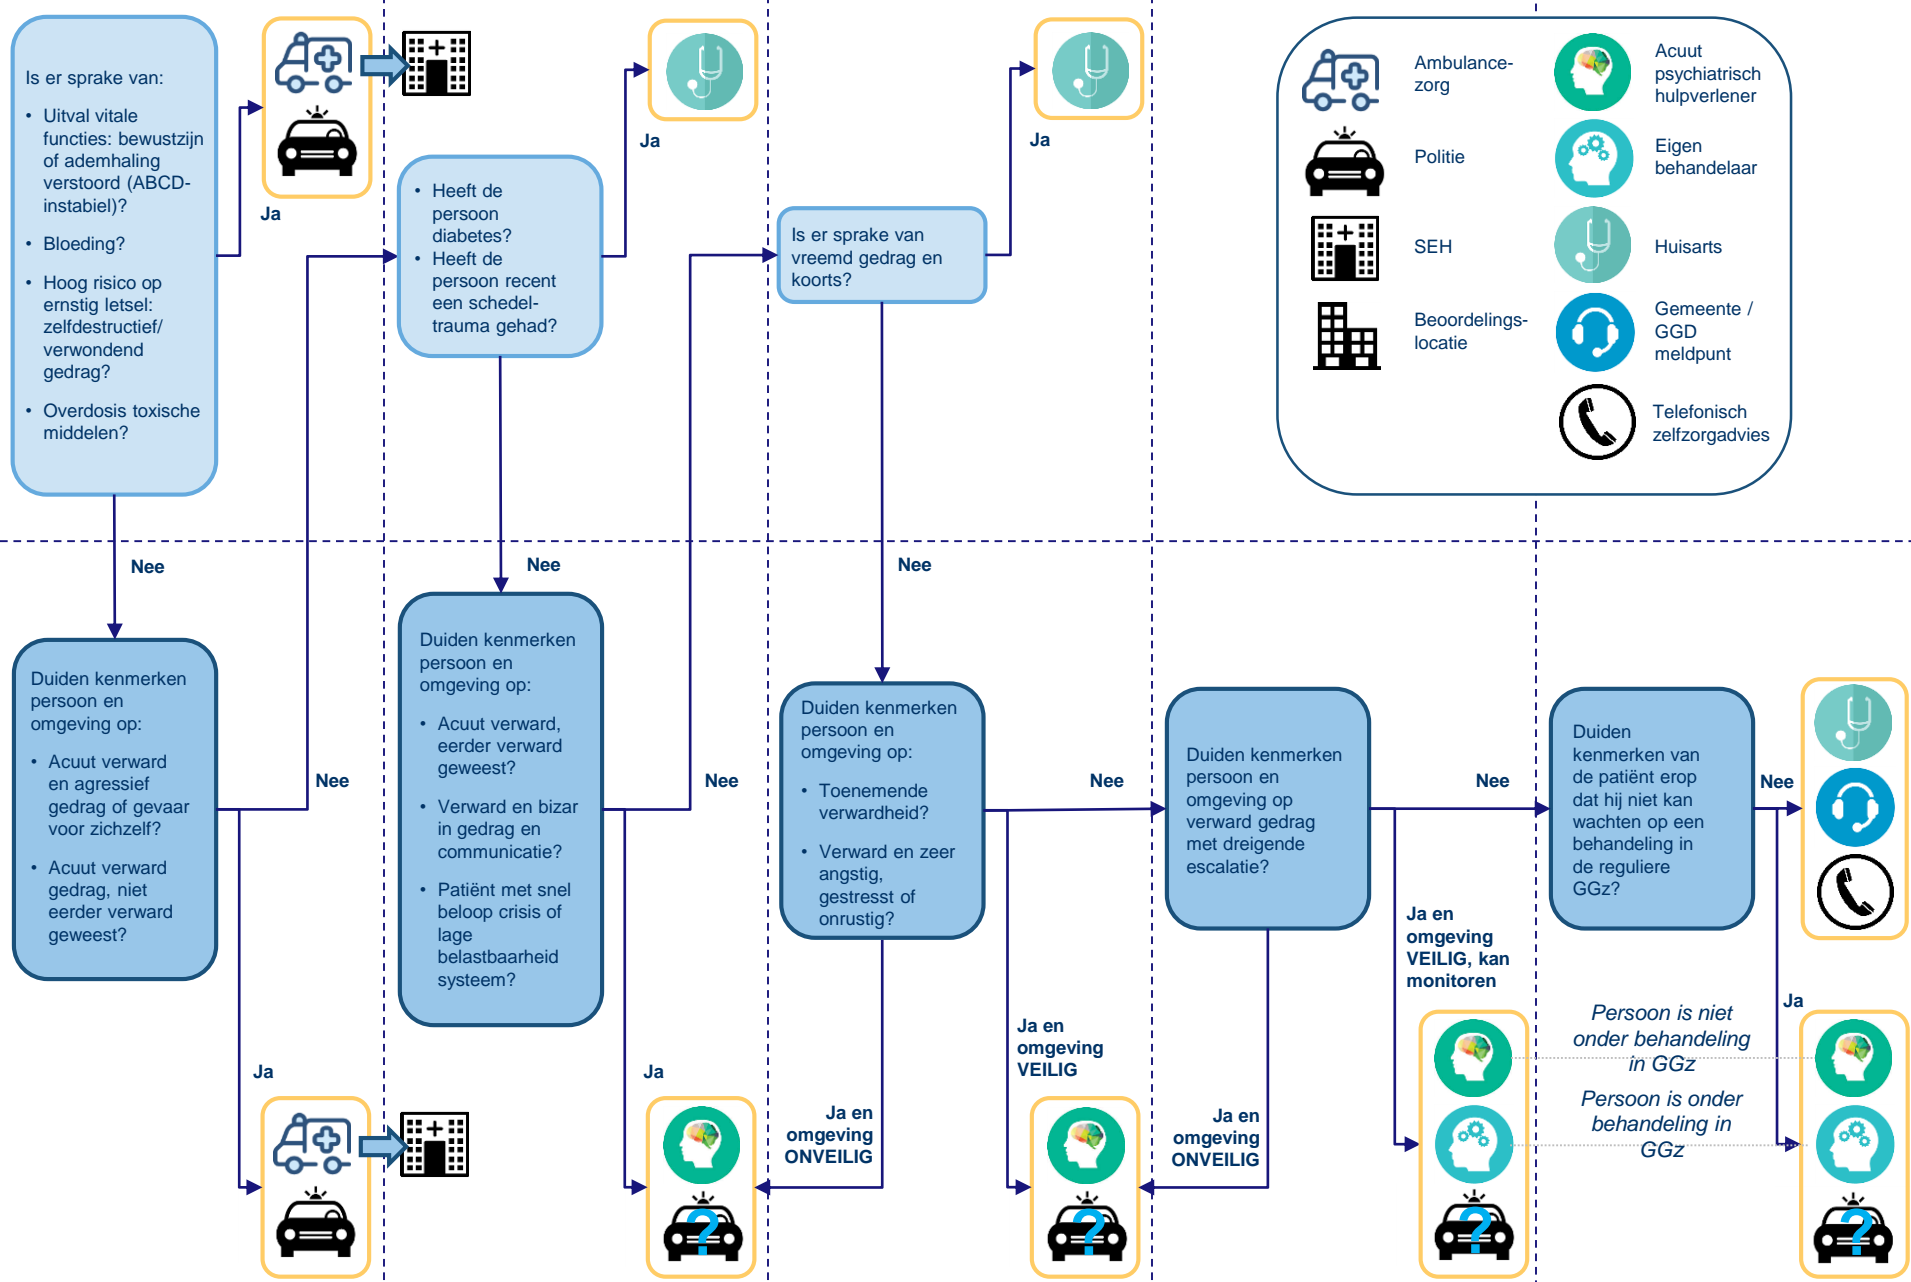 Is er sprake van:
• Uitval vitale
functies: bewustzijn
of ademhaling
verstoord (ABCD-
instabiel)?
• Bloeding?
• Hoog risico op
ernstig letsel:
zelfdestructief/
verwondend
gedrag?
• Overdosis toxische
middelen?
Ja
• Heeft de
persoon
diabetes?
• Heeft de
persoon recent
een schedel-
trauma gehad?
Ja
Is er sprake van
vreemd gedrag en
koorts?
Ja
Ambulance-
zorg
Politie
SEH
Beoordelings-
locatie
Acuut
psychiatrisch
hulpverlener
Eigen
behandelaar
Huisarts
Gemeente /
GGD
meldpunt
Telefonisch
zelfzorgadvies
Nee
Nee
Nee
Duiden kenmerken
persoon en
omgeving op:
• Acuut verward
en agressief
gedrag of gevaar
voor zichzelf?
• Acuut verward
gedrag, niet
eerder verward
geweest?
Nee
Ja
Duiden kenmerken
persoon en
omgeving op:
• Acuut verward,
eerder verward
geweest?
• Verward en bizar
in gedrag en
communicatie?
• Patiënt met snel
beloop crisis of
lage
belastbaarheid
systeem?
Nee
Ja
Duiden kenmerken
persoon en
omgeving op:
• Toenemende
verwardheid?
• Verward en zeer
angstig,
gestresst of
onrustig?
Nee
Ja en
omgeving
VEILIG
Ja en
omgeving
ONVEILIG
Duiden kenmerken
persoon en
omgeving op
verward gedrag
met dreigende
escalatie?
Nee
Ja en
omgeving
VEILIG, kan
monitoren
Ja en
omgeving
ONVEILIG
Duiden
kenmerken van
de patiënt erop
dat hij niet kan
wachten op een
behandeling in
de reguliere
GGz?
Nee
Ja
Persoon is niet
onder behandeling
in GGz
Persoon is onder
behandeling in
GGz
?
?
?
?